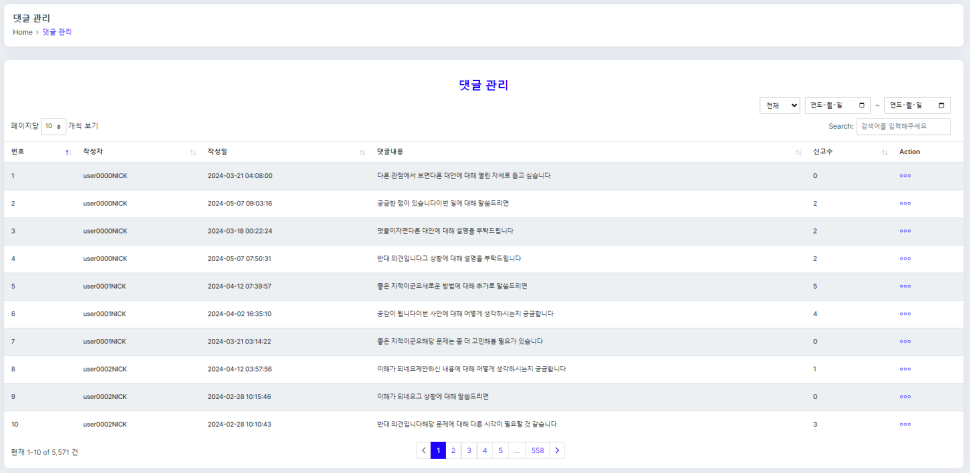 댓글 관리
Home > 댓글 관리
댓글 관리
전체 연도-월-일 ~ 연도-월-일
페이지당 10 개씩 보기 Search: 검색어를 입력해주세요
번호 작성자 작성일 댓글내용 신고수 Action
1 user0000NICK 2024-03-21 04:08:00 다른 관점에서 보면다른 대안에 대해 열린 자세로 듣고 싶습니다 0
2 user0000NICK 2024-05-07 09:03:16 궁금한 점이 있습니다이번 일에 대해 말씀드리면 2
3 user0000NICK 2024-03-18 00:22:24 덧붙이자면다른 대안에 대해 설명을 부탁드립니다 2
4 user0000NICK 2024-05-07 07:50:31 반대 의견입니다그 상황에 대해 설명을 부탁드립니다 2
5 user0001NICK 2024-04-12 07:39:57 좋은 지적이군요새로운 방법에 대해 추가로 말씀드리면 5
6 user0001NICK 2024-04-02 16:35:10 공감이 됩니다이번 사안에 대해 어떻게 생각하시는지 궁금합니다 4
7 user0001NICK 2024-03-21 03:14:22 좋은 지적이군요해당 문제는 좀 더 고민해볼 필요가 있습니다 0
8 user0002NICK 2024-04-12 03:57:56 이해가 되네요제안하신 내용에 대해 어떻게 생각하시는지 궁금합니다 1
9 user0002NICK 2024-02-28 10:15:46 이해가 되네요그 상황에 대해 말씀드리면 0
10 user0002NICK 2024-02-28 10:10:43 반대 의견입니다해당 문제에 대해 다른 시각이 필요할 것 같습니다 3
현재 1-10 of 5,571 건 < 1 2 3 4 5 ... 558 >